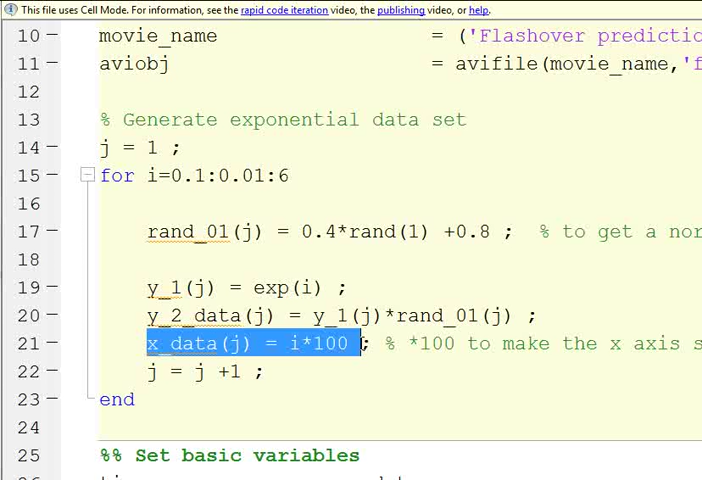 This file uses Cell Mode. For information, see the rapid code iteration video, the publishing video, or help.
10 movie_name = ('Flashover predictio
11 aviobj = avifile(movie_name,'f
12
13 % Generate exponential data set
14 j = 1 ;
15 for i=0.1:0.01:6
16
17 rand_01(j) = 0.4*rand(1) +0.8 ; % to get a nor
18
19 y_1(j) = exp(i) ;
20 y_2_data(j) = y_1(j)*rand_01(j) ;
21 x_data(j) = i*100 ; % *100 to make the x axis s
22 j = j +1 ;
23 end
24
25 %% Set basic variables